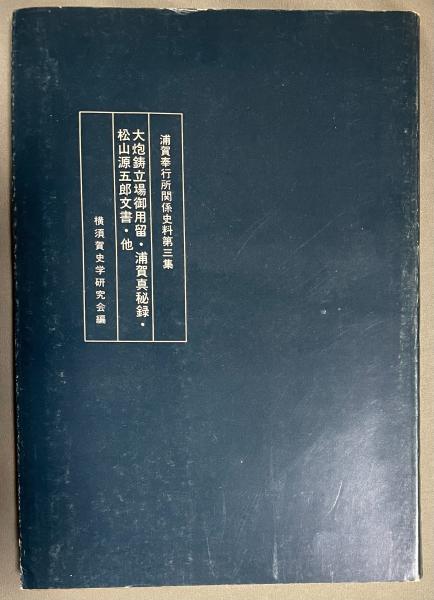 浦賀奉行所関係史料第三集
大炮鋳立場御用留・浦賀真秘録・
松山源五郎文書・他
横須賀史学研究会編